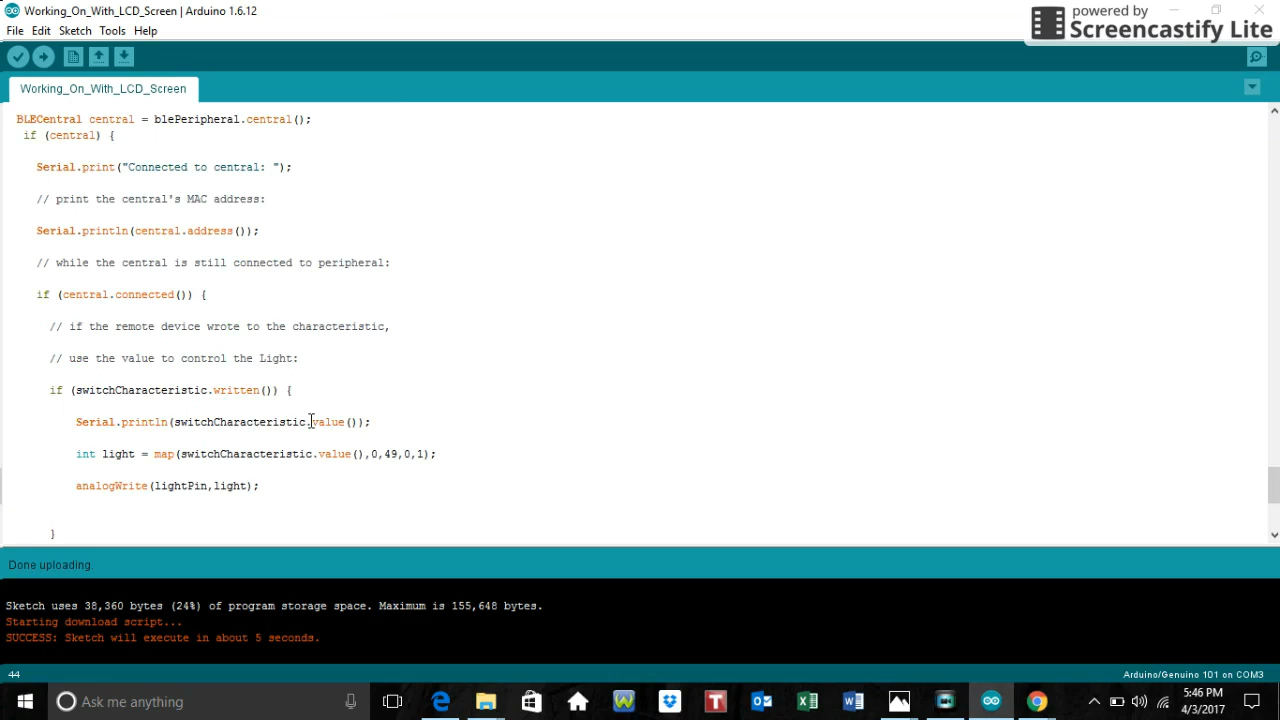 Working_On_With_LCD_Screen | Arduino 1.6.12
powered by
Screencastify Lite
File Edit Sketch Tools Help
Working_On_With_LCD_Screen
BLECentral central = blePeripheral.central();
if (central) {
Serial.print("Connected to central: ");
// print the central's MAC address:
Serial.println(central.address());
// while the central is still connected to peripheral:
if (central.connected()) {
// if the remote device wrote to the characteristic,
// use the value to control the Light:
if (switchCharacteristic.written()) {
Serial.println(switchCharacteristic.value());
int light = map(switchCharacteristic.value(),0,49,0,1);
analogWrite(lightPin,light);
}
Done uploading.
Sketch uses 38,360 bytes (24%) of program storage space. Maximum is 155,648 bytes.
Starting download script...
SUCCESS: Sketch will execute in about 5 seconds.
44
Arduino/Genuino 101 on COM3
Ask me anything
5:46 PM
4/3/2017